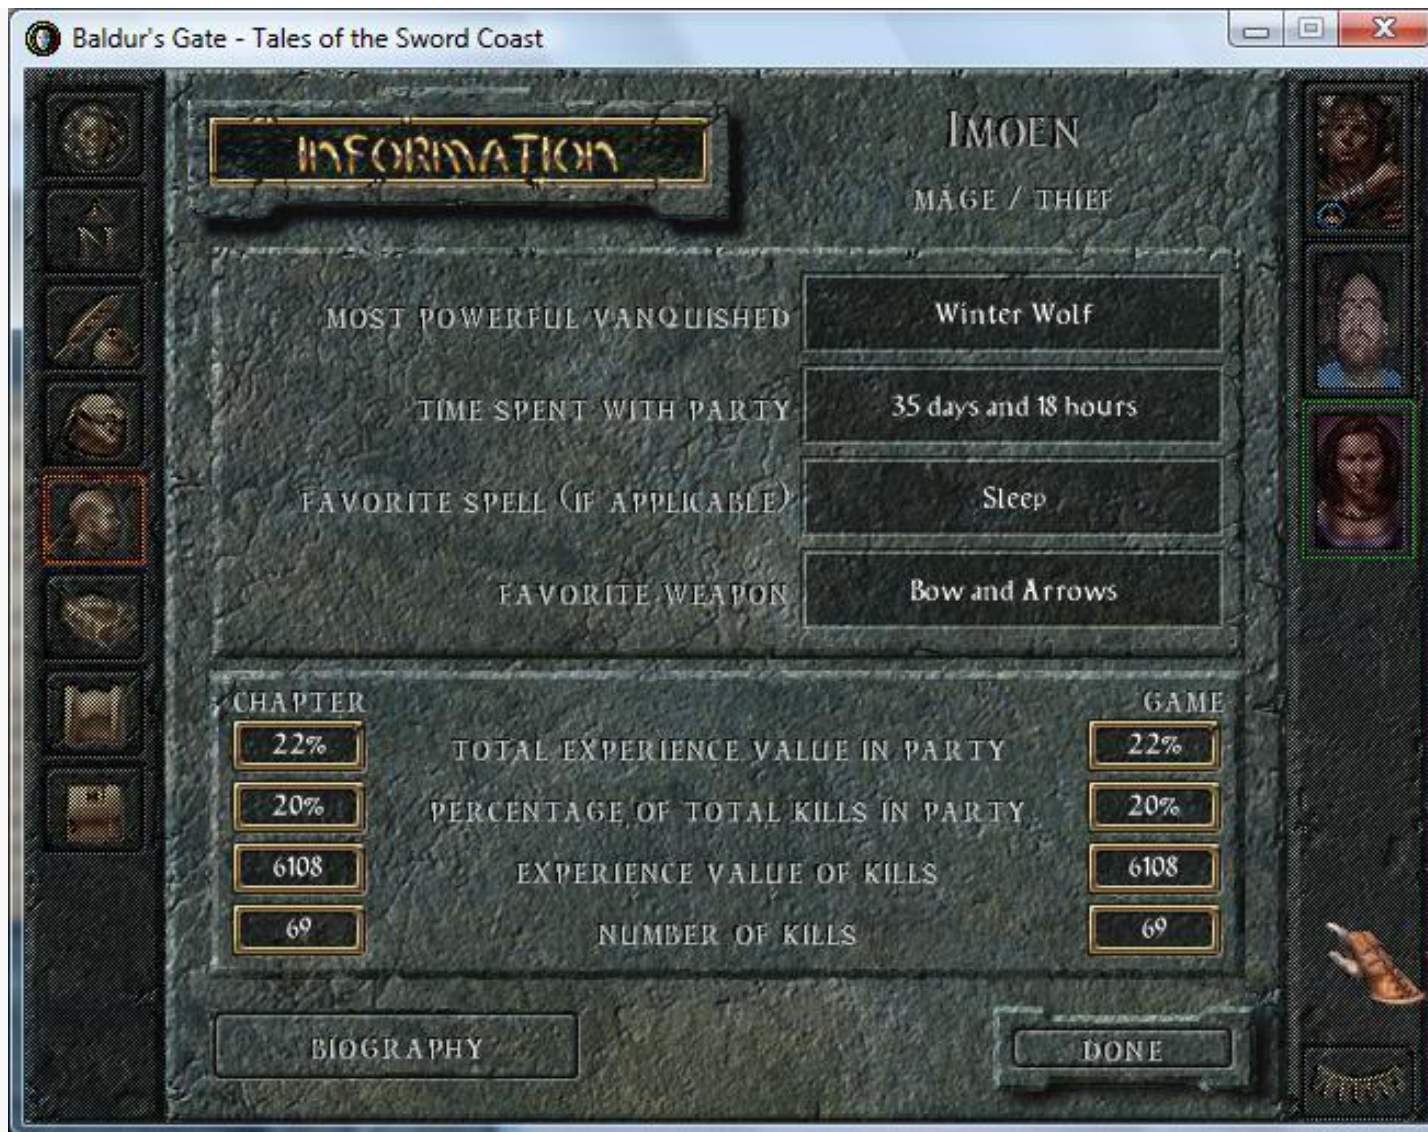 Baldur's Gate - Tales of the Sword Coast
INFORMATION
IMOEN
MAGE / THIEF
MOST POWERFUL VANQUISHED
Winter Wolf
TIME SPENT WITH PARTY
35 days and 18 hours
FAVORITE SPELL (IF APPLICABLE)
Sleep
FAVORITE WEAPON
Bow and Arrows
CHAPTER
GAME
22% TOTAL EXPERIENCE VALUE IN PARTY 22%
20% PERCENTAGE OF TOTAL KILLS IN PARTY 20%
6108 EXPERIENCE VALUE OF KILLS 6108
69 NUMBER OF KILLS 69
BIOGRAPHY
DONE